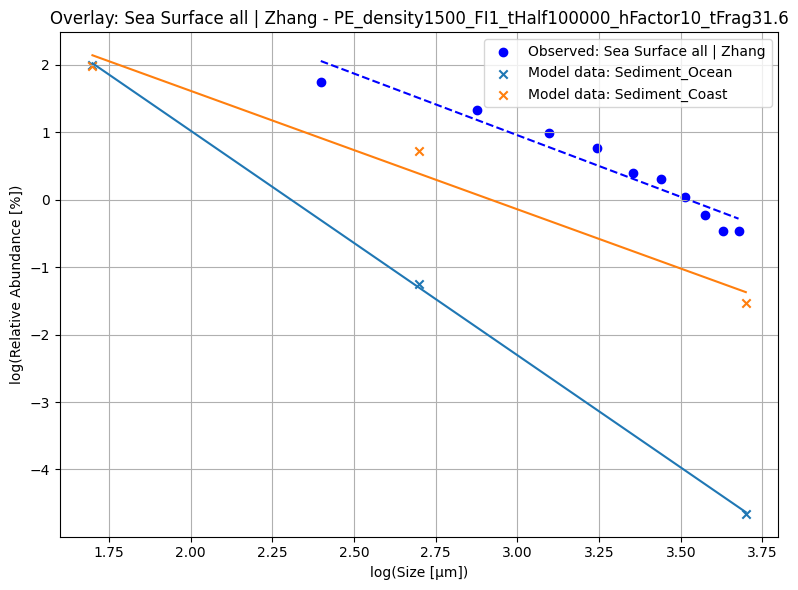 Overlay: Sea Surface all | Zhang - PE_density1500_FI1_tHalf100000_hFactor10_tFrag31.6
Observed: Sea Surface all | Zhang
Model data: Sediment_Ocean
Model data: Sediment_Coast
log(Relative Abundance [%])
2
1
0
−1
−2
−3
−4
1.75 2.00 2.25 2.50 2.75 3.00 3.25 3.50 3.75
log(Size [µm])